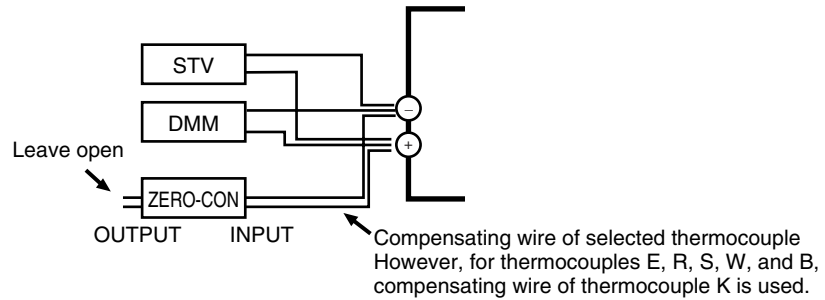 STV
−
DMM
+
Leave open
ZERO-CON
OUTPUT INPUT
Compensating wire of selected thermocouple
However, for thermocouples E, R, S, W, and B,
compensating wire of thermocouple K is used.